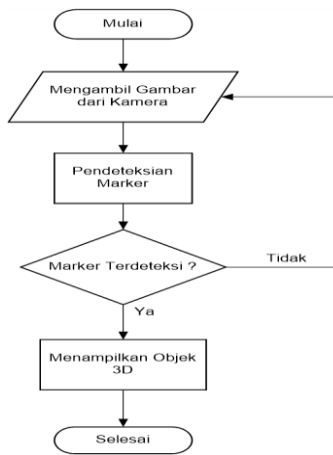 Mulai
Mengambil Gambar
dari Kamera
Pendeteksian
Marker
Marker Terdeteksi ?
Tidak
Ya
Menampilkan Objek
3D
Selesai